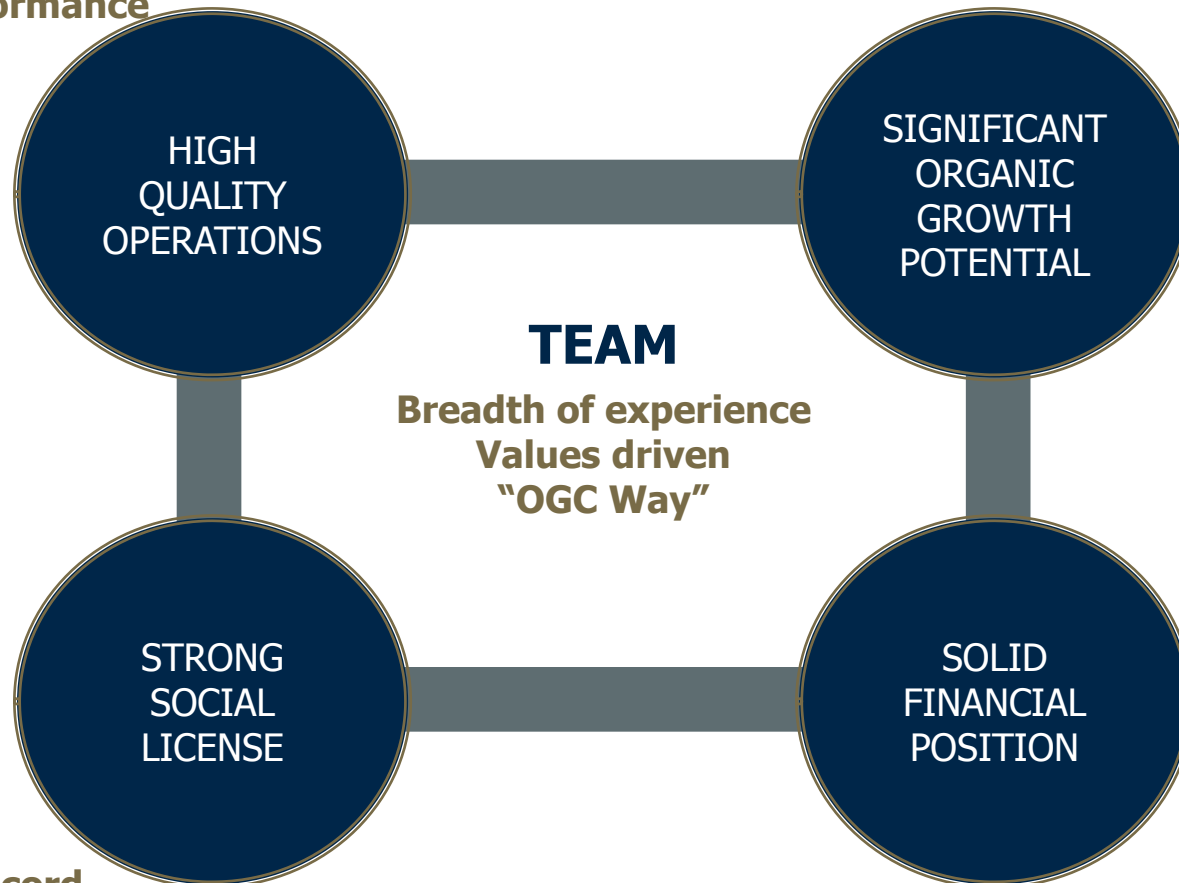 HIGH
QUALITY
OPERATIONS
SIGNIFICANT
ORGANIC
GROWTH
POTENTIAL
TEAM
Breadth of experience
Values driven
“OGC Way”
STRONG
SOCIAL
LICENSE
SOLID
FINANCIAL
POSITION